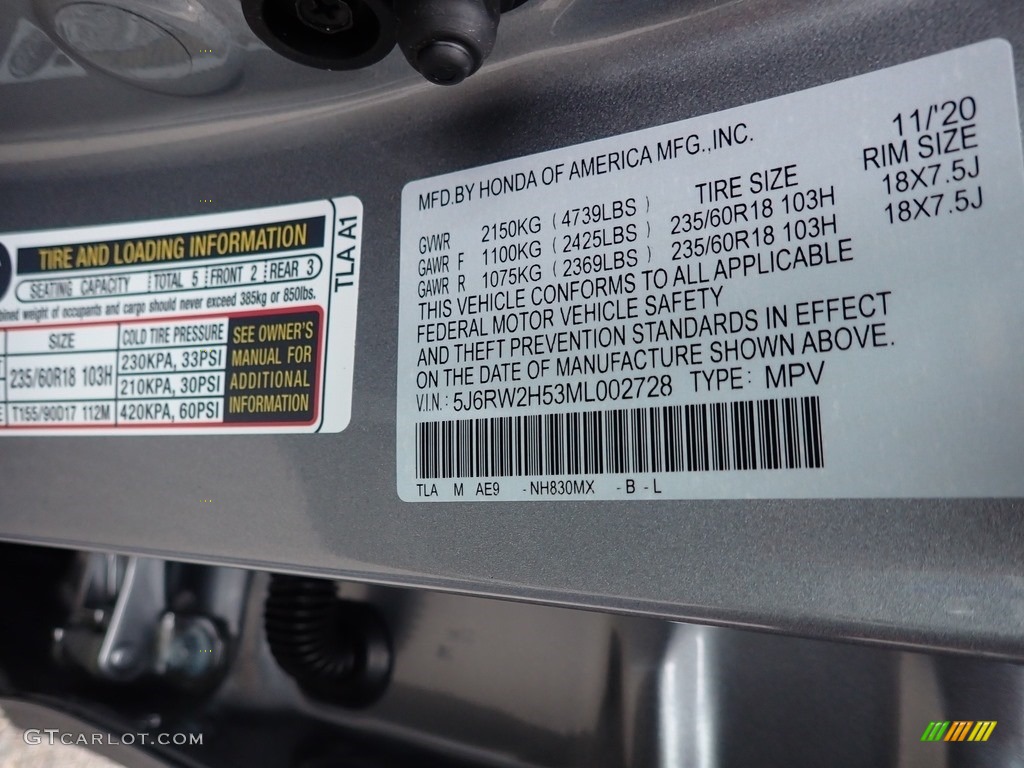 TIRE AND LOADING INFORMATION
SEATING CAPACITY TOTAL 5 FRONT 2 REAR 3
weight of occupants and cargo should never exceed 385kg or 850lbs.
SIZE COLD TIRE PRESSURE
235/60R18 103H 230KPA, 33PSI
210KPA, 30PSI
T155/90D17 112M 420KPA, 60PSI
SEE OWNER'S
MANUAL FOR
ADDITIONAL
INFORMATION
TLA A1
MFD.BY HONDA OF AMERICA MFG.,INC. 11/'20
TIRE SIZE RIM SIZE
GVWR 2150KG (4739LBS)
GAWR F 1100KG (2425LBS) 235/60R18 103H 18X7.5J
GAWR R 1075KG (2369LBS) 235/60R18 103H 18X7.5J
THIS VEHICLE CONFORMS TO ALL APPLICABLE
FEDERAL MOTOR VEHICLE SAFETY
AND THEFT PREVENTION STANDARDS IN EFFECT
ON THE DATE OF MANUFACTURE SHOWN ABOVE.
V.I.N.: 5J6RW2H53ML002728 TYPE: MPV
TLA M AE9 -NH830MX -B -L
GTCARLOT.COM